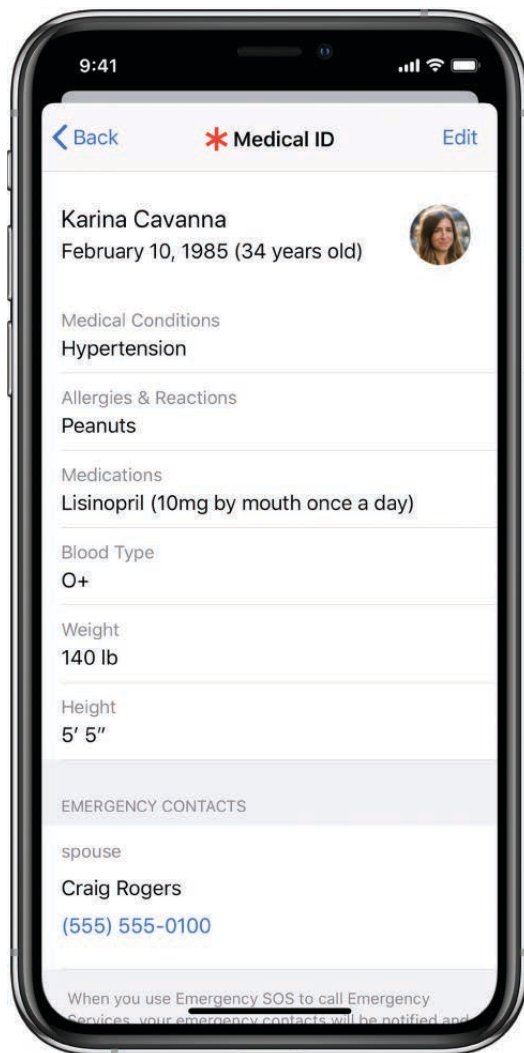 9:41
Back
Medical ID
Edit
Karina Cavanna
February 10, 1985 (34 years old)
Medical Conditions
Hypertension
Allergies & Reactions
Peanuts
Medications
Lisinopril (10mg by mouth once a day)
Blood Type
O+
Weight
140 lb
Height
5′ 5″
EMERGENCY CONTACTS
spouse
Craig Rogers
(555) 555-0100
When you use Emergency SOS to call Emergency
Services, your emergency contacts will be notified and